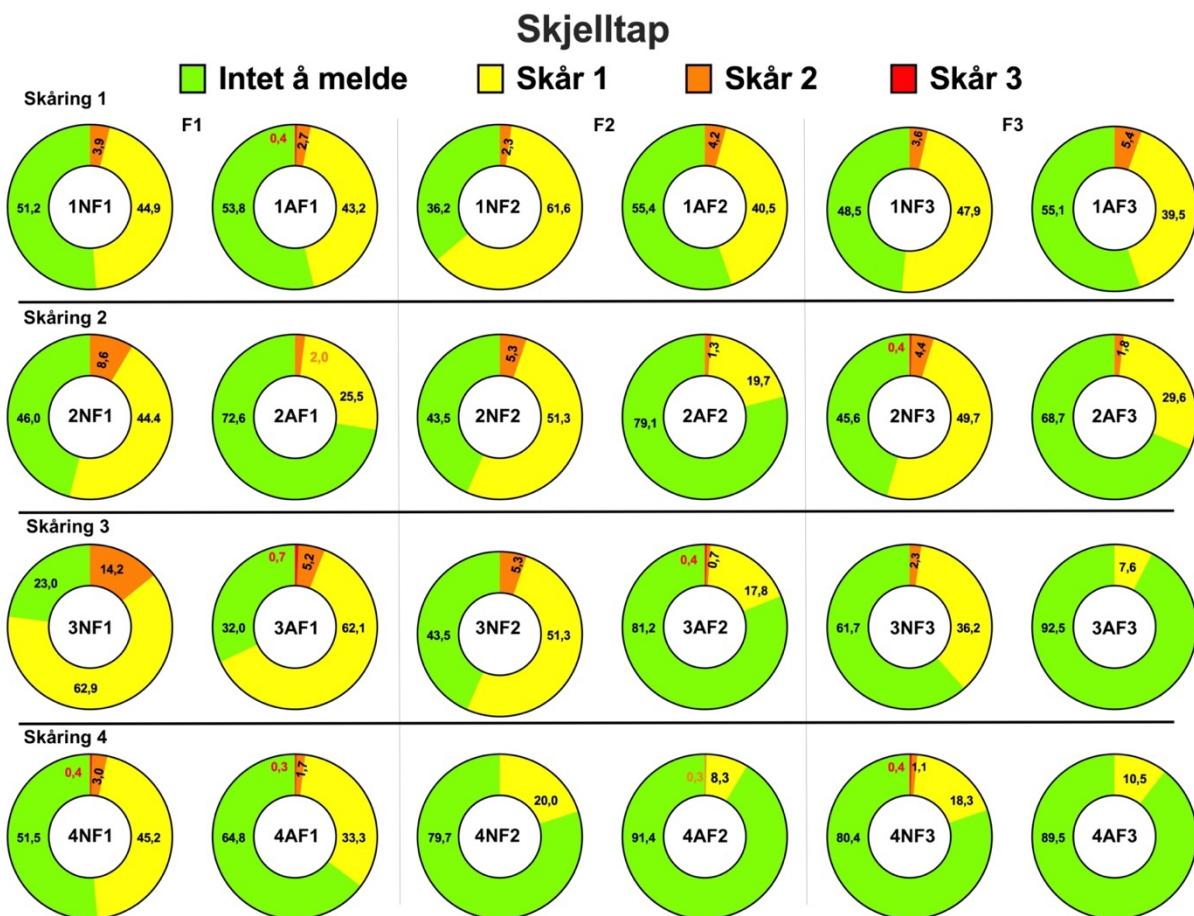 Skjelltap
Intet å melde Skår 1 Skår 2 Skår 3
Skåring 1
F1 F2 F3
3,9 0,4 2,7 2,3 4,2 3,6 5,4
51,2 1NF1 44,9 53,8 1AF1 43,2 36,2 1NF2 61,6 55,4 1AF2 40,5 48,5 1NF3 47,9 55,1 1AF3 39,5
Skåring 2
8,6 2,0 5,3 1,3 0,4 4,4 1,8
46,0 2NF1 44.4 72,6 2AF1 25,5 43,5 2NF2 51,3 79,1 2AF2 19,7 45,6 2NF3 49,7 68,7 2AF3 29,6
Skåring 3
14,2 0,7 5,2 5,3 0,4 0,7 2,3 7,6
23,0 3NF1 62,9 32,0 3AF1 62,1 43,5 3NF2 51,3 81,2 3AF2 17,8 61,7 3NF3 36,2 92,5 3AF3
Skåring 4
0,4 3,0 0,3 1,7 0,3 8,3 0,4 1,1 10,5
51,5 4NF1 45,2 64,8 4AF1 33,3 79,7 4NF2 20,0 91,4 4AF2 80,4 4NF3 18,3 89,5 4AF3